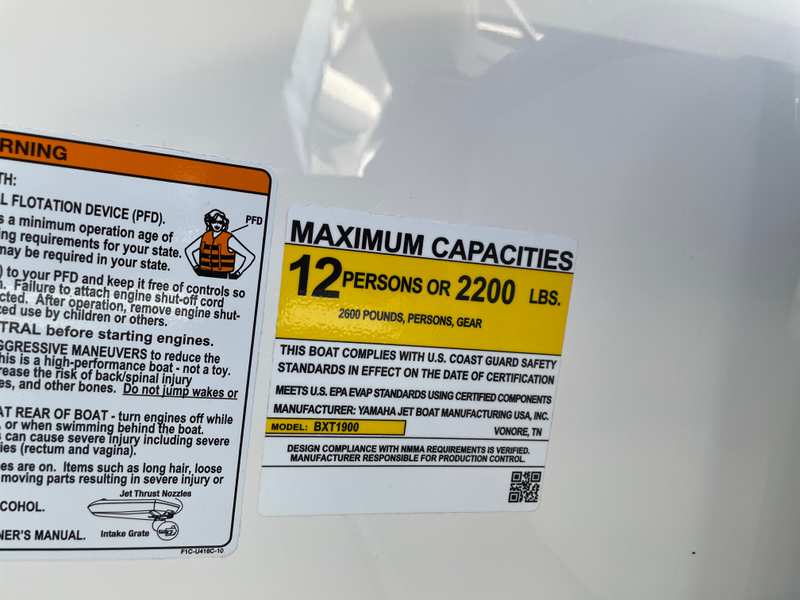 RNING
TH:
L FLOTATION DEVICE (PFD).
s a minimum operation age of
ing requirements for your state.
may be required in your state.
PFD
) to your PFD and keep it free of controls so
. Failure to attach engine shut-off cord
cted. After operation, remove engine shut-
ted use by children or others.
TRAL before starting engines.
GGRESSIVE MANEUVERS to reduce the
his is a high-performance boat - not a toy.
rease the risk of back/spinal injury
es, and other bones. Do not jump wakes or
AT REAR OF BOAT - turn engines off while
, or when swimming behind the boat.
s can cause severe injury including severe
ies (rectum and vagina).
es are on. Items such as long hair, loose
moving parts resulting in severe injury or
Jet Thrust Nozzles
LCOHOL.
NER'S MANUAL.
Intake Grate
F1C-U416C-10
MAXIMUM CAPACITIES
12 PERSONS OR 2200 LBS.
2600 POUNDS, PERSONS, GEAR
THIS BOAT COMPLIES WITH U.S. COAST GUARD SAFETY
STANDARDS IN EFFECT ON THE DATE OF CERTIFICATION
MEETS U.S. EPA EVAP STANDARDS USING CERTIFIED COMPONENTS
MANUFACTURER: YAMAHA JET BOAT MANUFACTURING USA, INC.
MODEL: BXT1900
VONORE, TN
DESIGN COMPLIANCE WITH NMMA REQUIREMENTS IS VERIFIED.
MANUFACTURER RESPONSIBLE FOR PRODUCTION CONTROL.